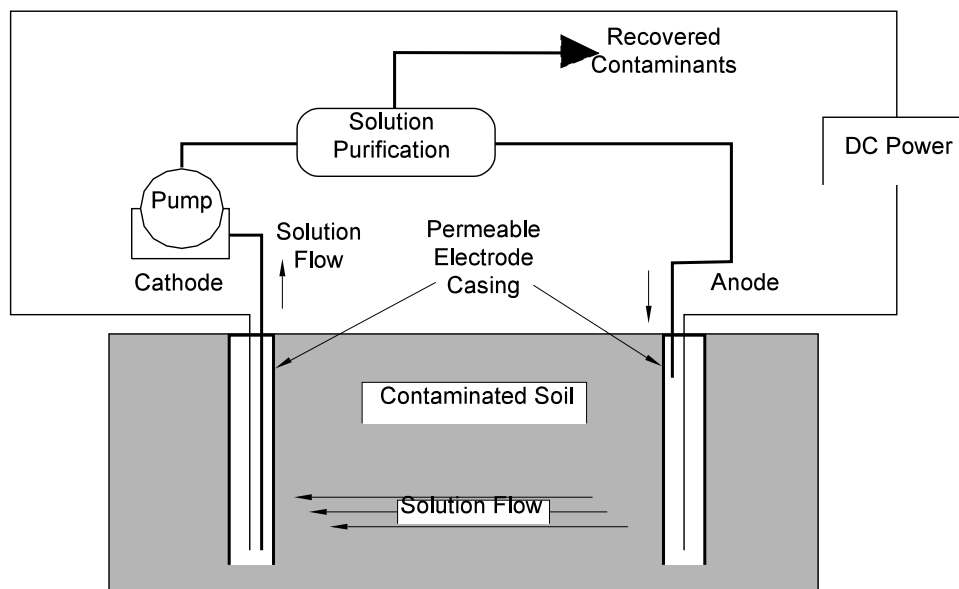 Recovered
Contaminants
Solution
Purification
DC Power
Pump
Solution
Flow
Permeable
Electrode
Casing
Cathode
Anode
Contaminated Soil
Solution Flow